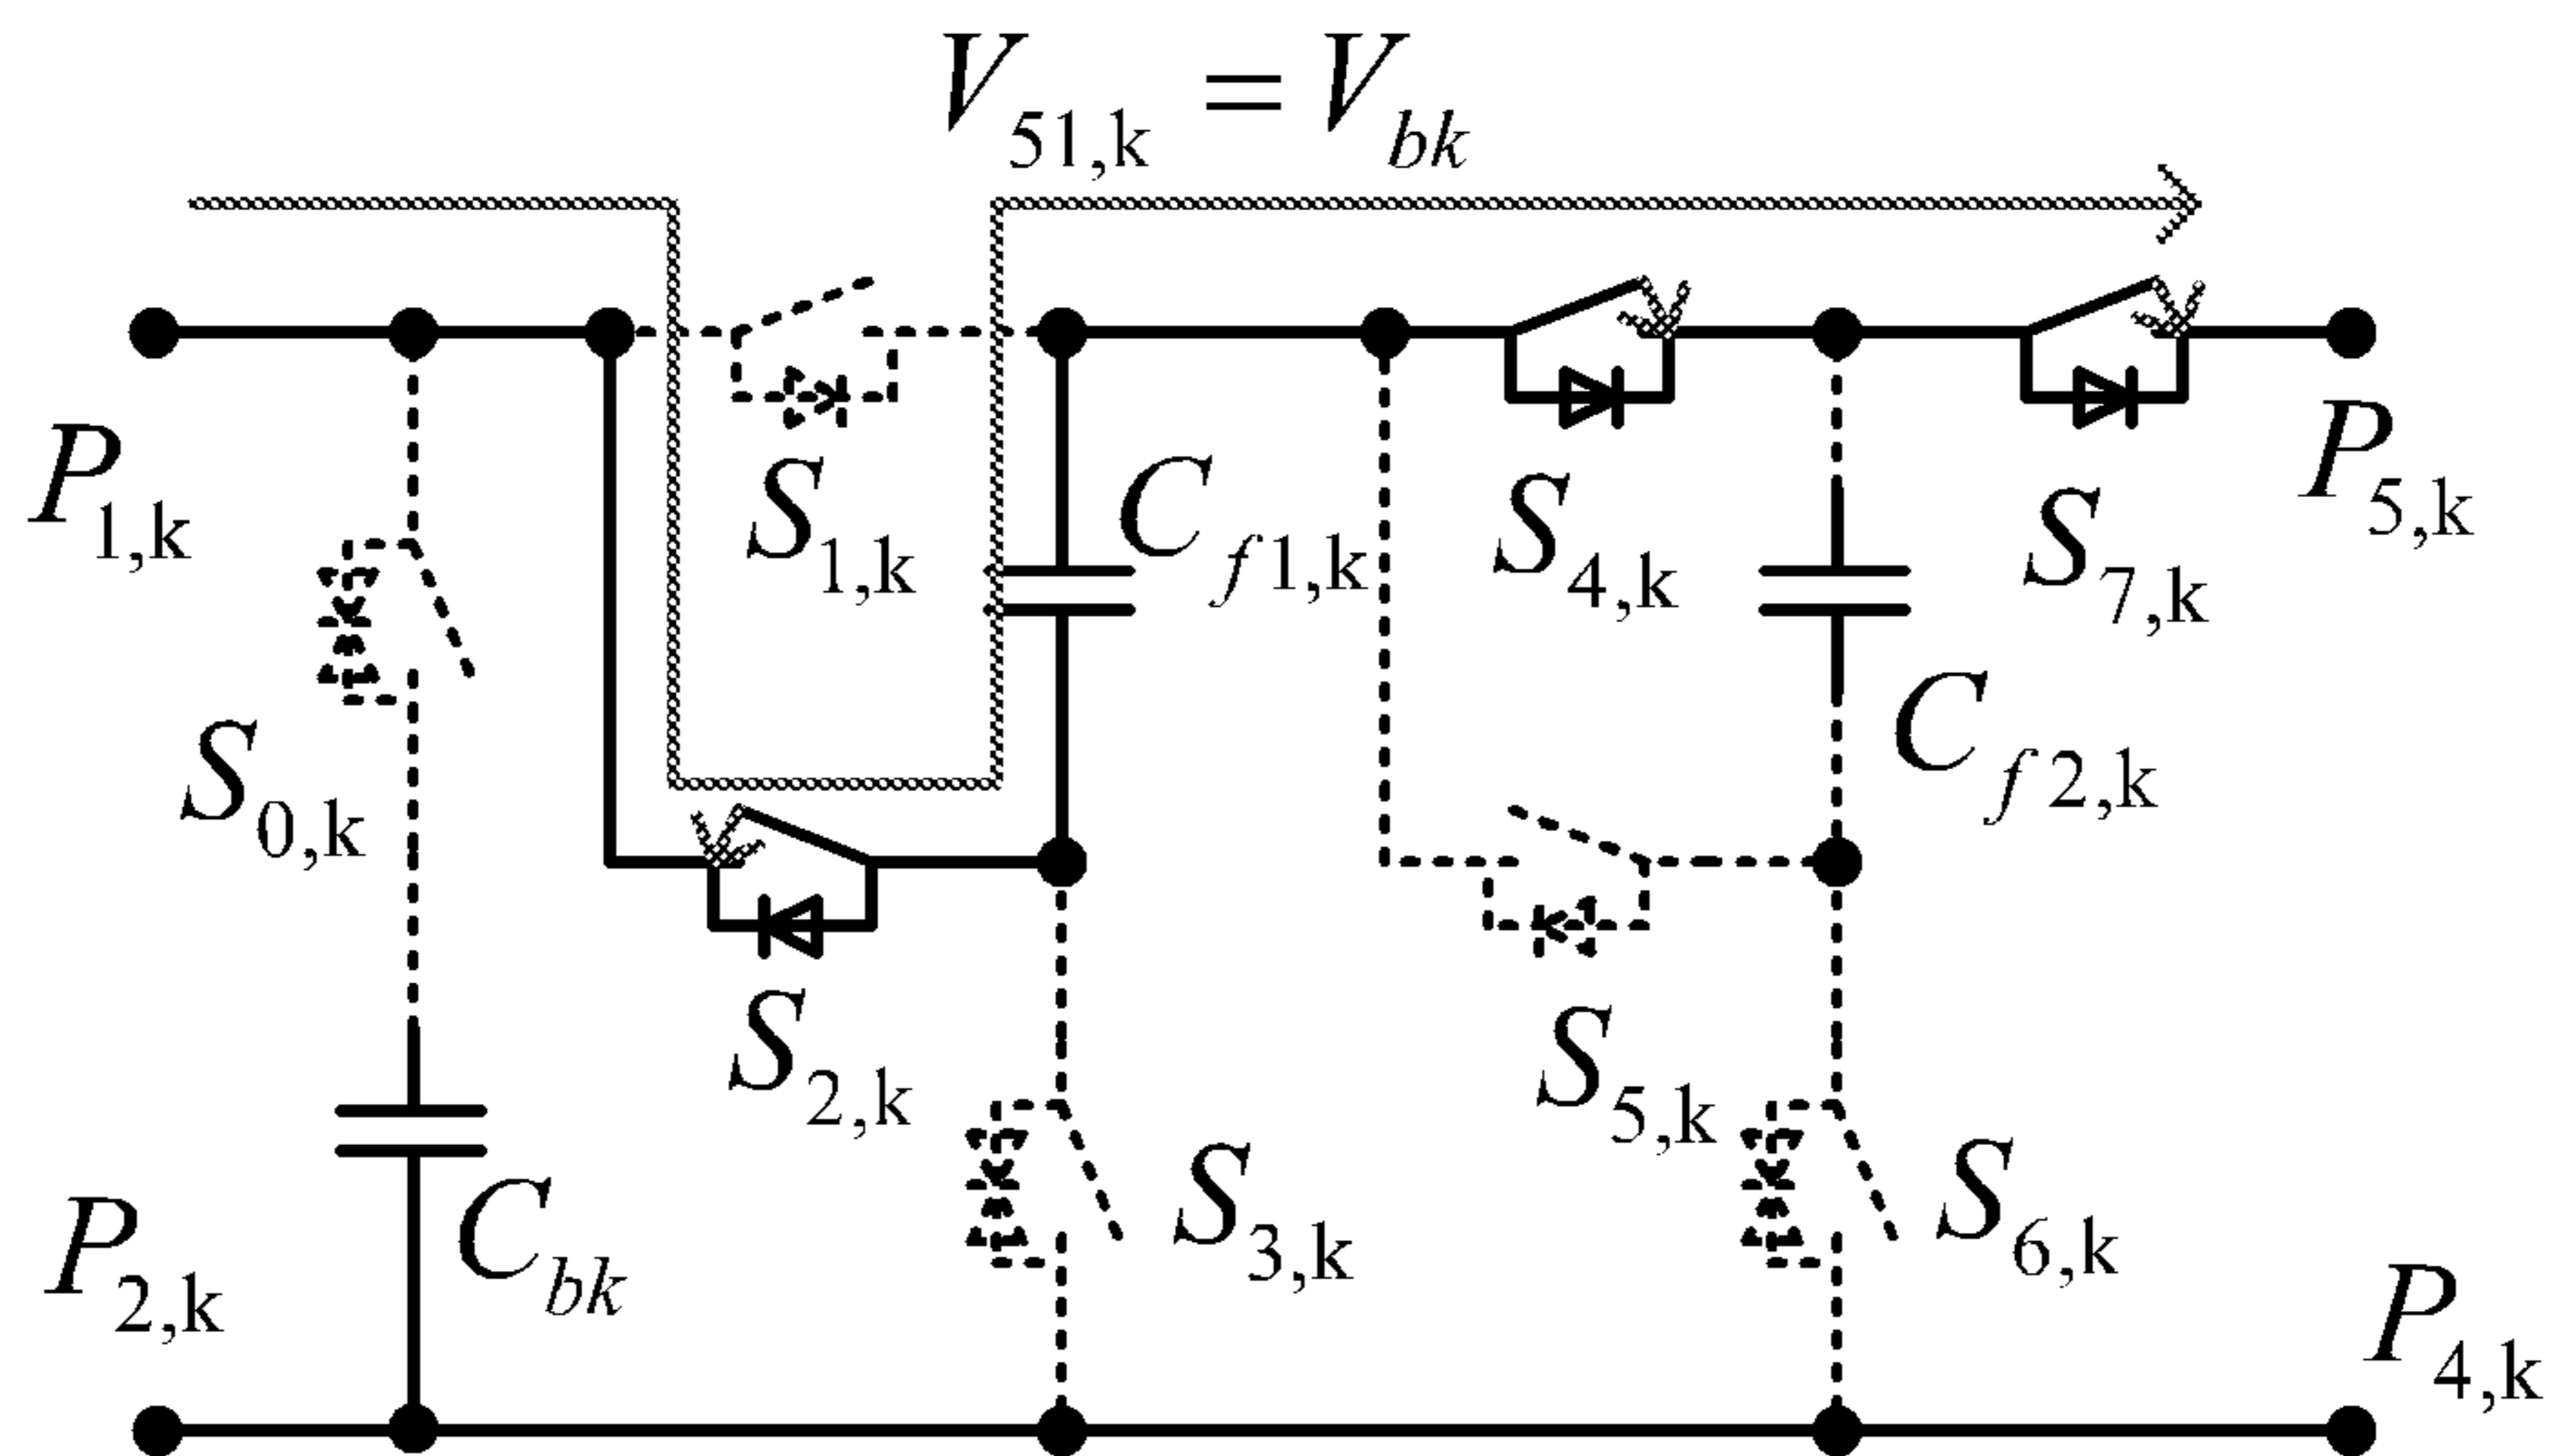 V51,k = Vbk
P1,k
S1,k
Cf1,k
S4,k
S7,k
P5,k
S0,k
Cf2,k
S2,k
S5,k
S3,k
S6,k
P2,k
Cbk
P4,k